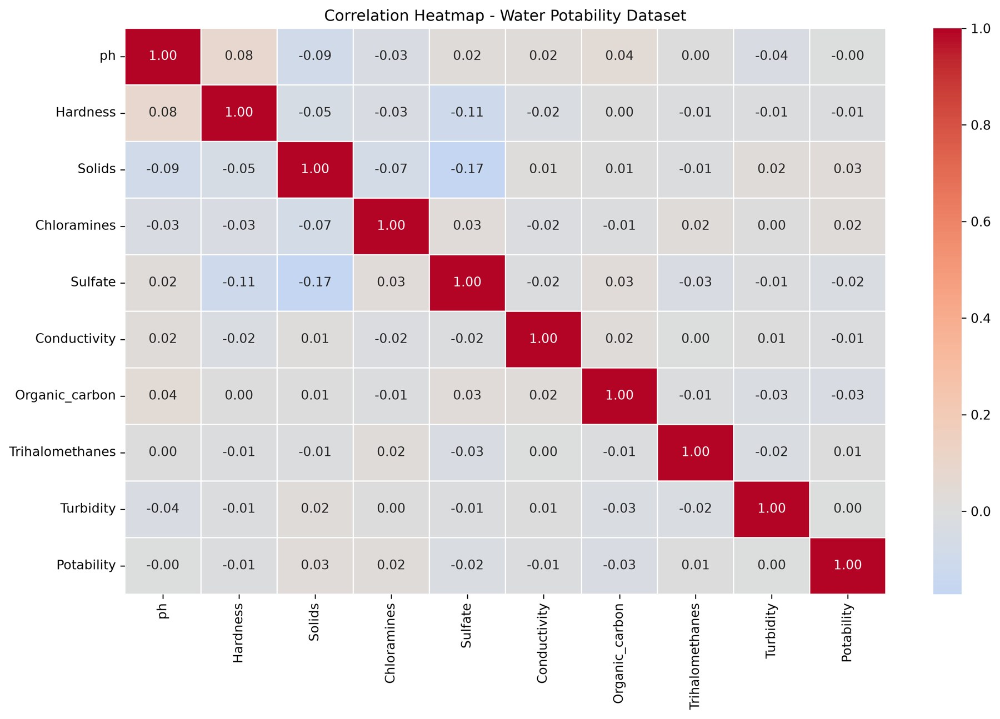 Correlation Heatmap - Water Potability Dataset
ph 1.00 0.08 -0.09 -0.03 0.02 0.02 0.04 0.00 -0.04 -0.00
Hardness 0.08 1.00 -0.05 -0.03 -0.11 -0.02 0.00 -0.01 -0.01 -0.01
Solids -0.09 -0.05 1.00 -0.07 -0.17 0.01 0.01 -0.01 0.02 0.03
Chloramines -0.03 -0.03 -0.07 1.00 0.03 -0.02 -0.01 0.02 0.00 0.02
Sulfate 0.02 -0.11 -0.17 0.03 1.00 -0.02 0.03 -0.03 -0.01 -0.02
Conductivity 0.02 -0.02 0.01 -0.02 -0.02 1.00 0.02 0.00 0.01 -0.01
Organic_carbon 0.04 0.00 0.01 -0.01 0.03 0.02 1.00 -0.01 -0.03 -0.03
Trihalomethanes 0.00 -0.01 -0.01 0.02 -0.03 0.00 -0.01 1.00 -0.02 0.01
Turbidity -0.04 -0.01 0.02 0.00 -0.01 0.01 -0.03 -0.02 1.00 0.00
Potability -0.00 -0.01 0.03 0.02 -0.02 -0.01 -0.03 0.01 0.00 1.00
ph Hardness Solids Chloramines Sulfate Conductivity Organic_carbon Trihalomethanes Turbidity Potability
1.0
0.8
0.6
0.4
0.2
0.0